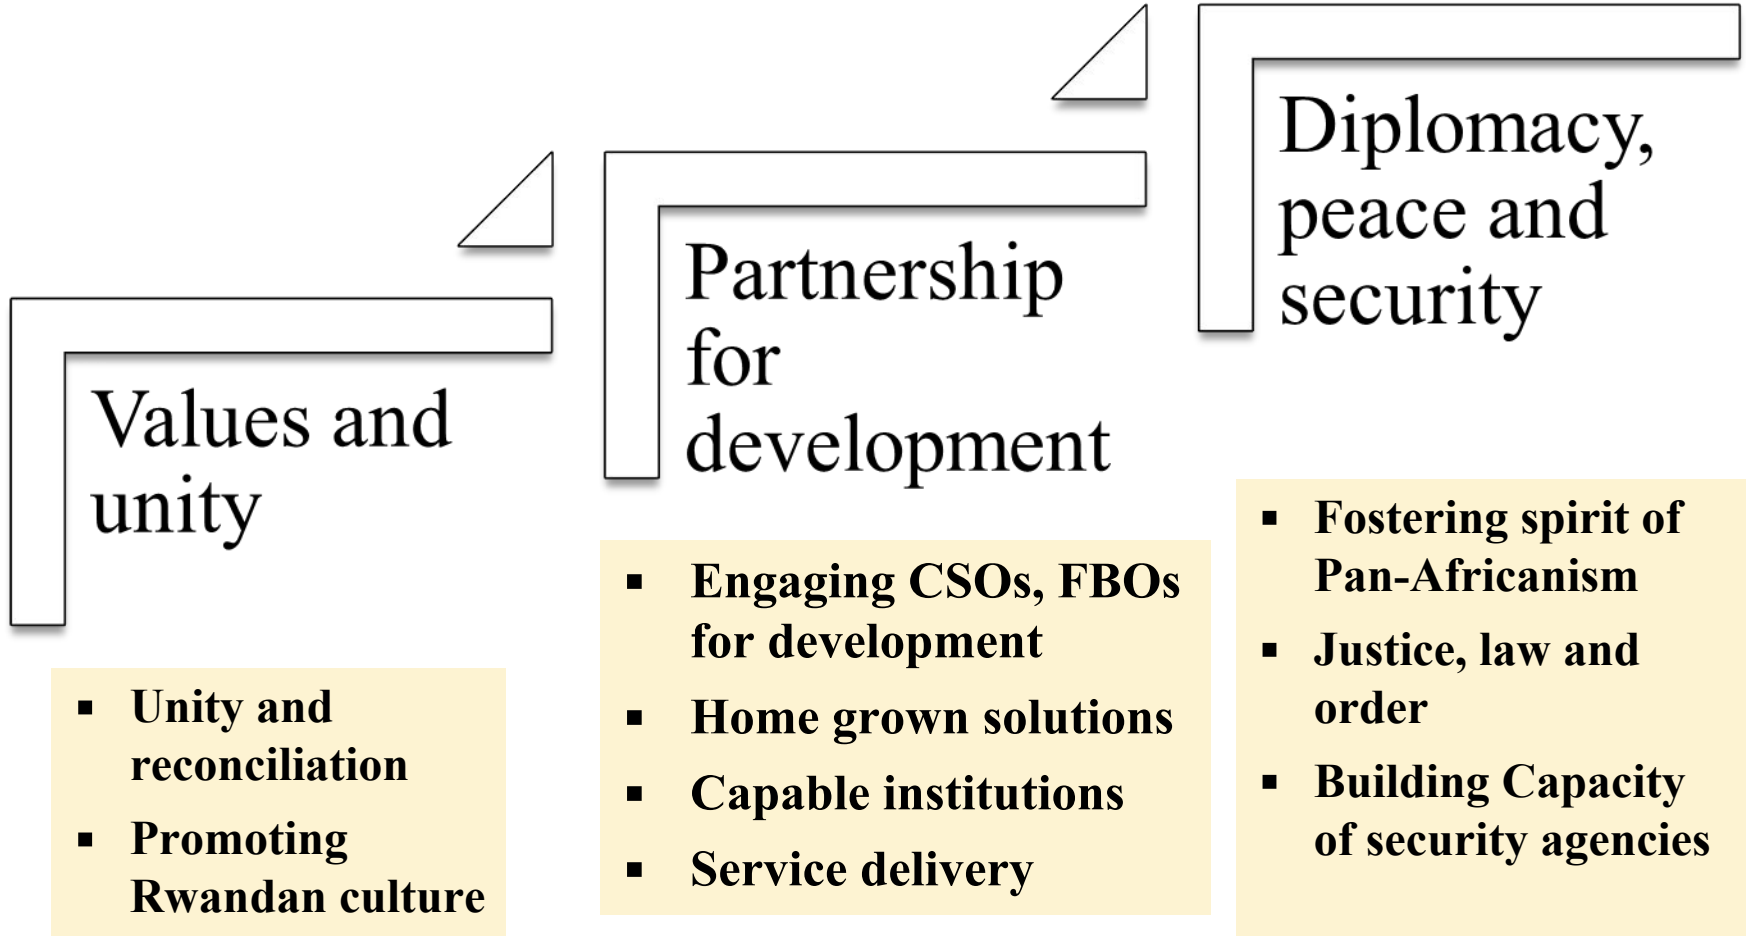 Values and
unity
▪ Unity and
reconciliation
▪ Promoting
Rwandan culture
Partnership
for
development
▪ Engaging CSOs, FBOs
for development
▪ Home grown solutions
▪ Capable institutions
▪ Service delivery
Diplomacy,
peace and
security
▪ Fostering spirit of
Pan-Africanism
▪ Justice, law and
order
▪ Building Capacity
of security agencies